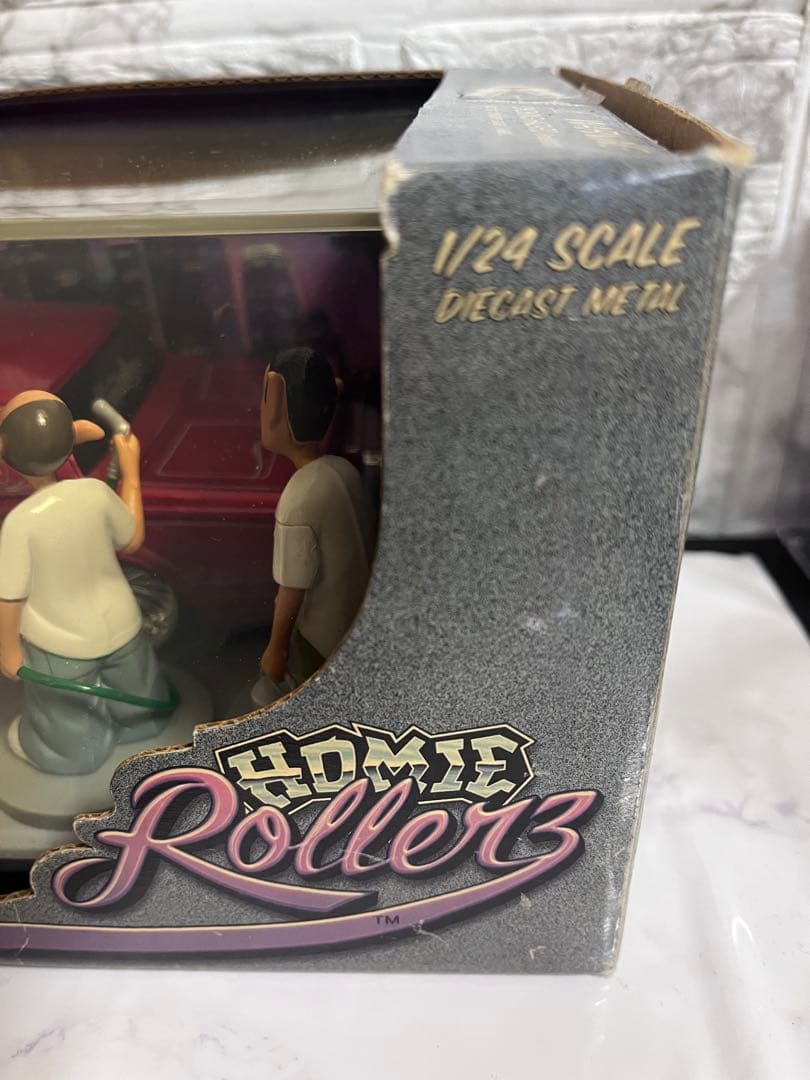 1/24 SCALE
DIECAST METAL
HOMIE
Rollerz
TM